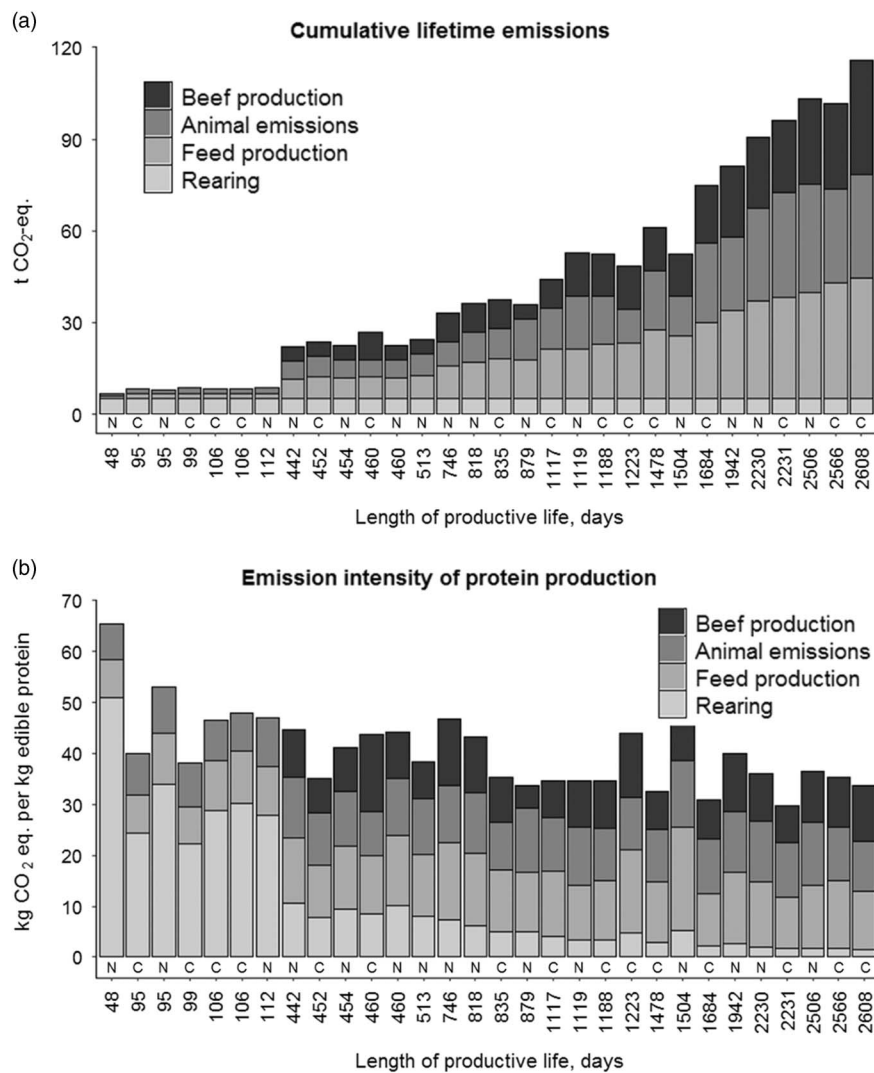 (a)
Cumulative lifetime emissions
120
90
60
30
0
t CO₂-eq.
Beef production
Animal emissions
Feed production
Rearing
N C N C C C N N C N C N N N N C N C N C C C N C N N C N C C
48 95 95 99 106 106 112 442 452 454 460 460 513 746 818 835 879 1117 1119 1188 1223 1478 1504 1684 1942 2230 2231 2506 2566 2608
Length of productive life, days
(b)
Emission intensity of protein production
70
60
50
40
30
20
10
0
kg CO₂ eq. per kg edible protein
Beef production
Animal emissions
Feed production
Rearing
N C N C C C N N C N C N N N N C N C N C C C N C N N C N C C
48 95 95 99 106 106 112 442 452 454 460 460 513 746 818 835 879 1117 1119 1188 1223 1478 1504 1684 1942 2230 2231 2506 2566 2608
Length of productive life, days